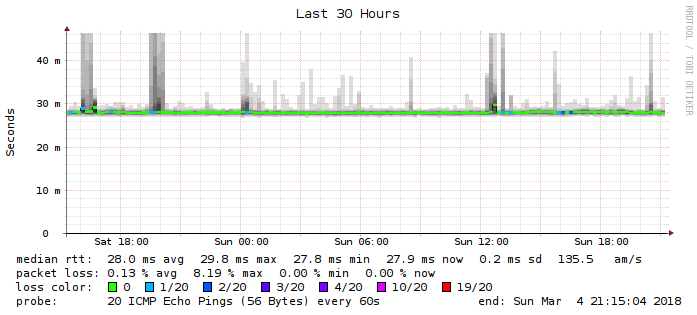 Last 30 Hours
RRDTOOL / TOBI OETIKER
Seconds
40 m
30 m
20 m
10 m
0
Sat 18:00 Sun 00:00 Sun 06:00 Sun 12:00 Sun 18:00
median rtt: 28.0 ms avg 29.8 ms max 27.8 ms min 27.9 ms now 0.2 ms sd 135.5 am/s
packet loss: 0.13 % avg 8.19 % max 0.00 % min 0.00 % now
loss color: 0 1/20 2/20 3/20 4/20 10/20 19/20
probe: 20 ICMP Echo Pings (56 Bytes) every 60s end: Sun Mar 4 21:15:04 2018